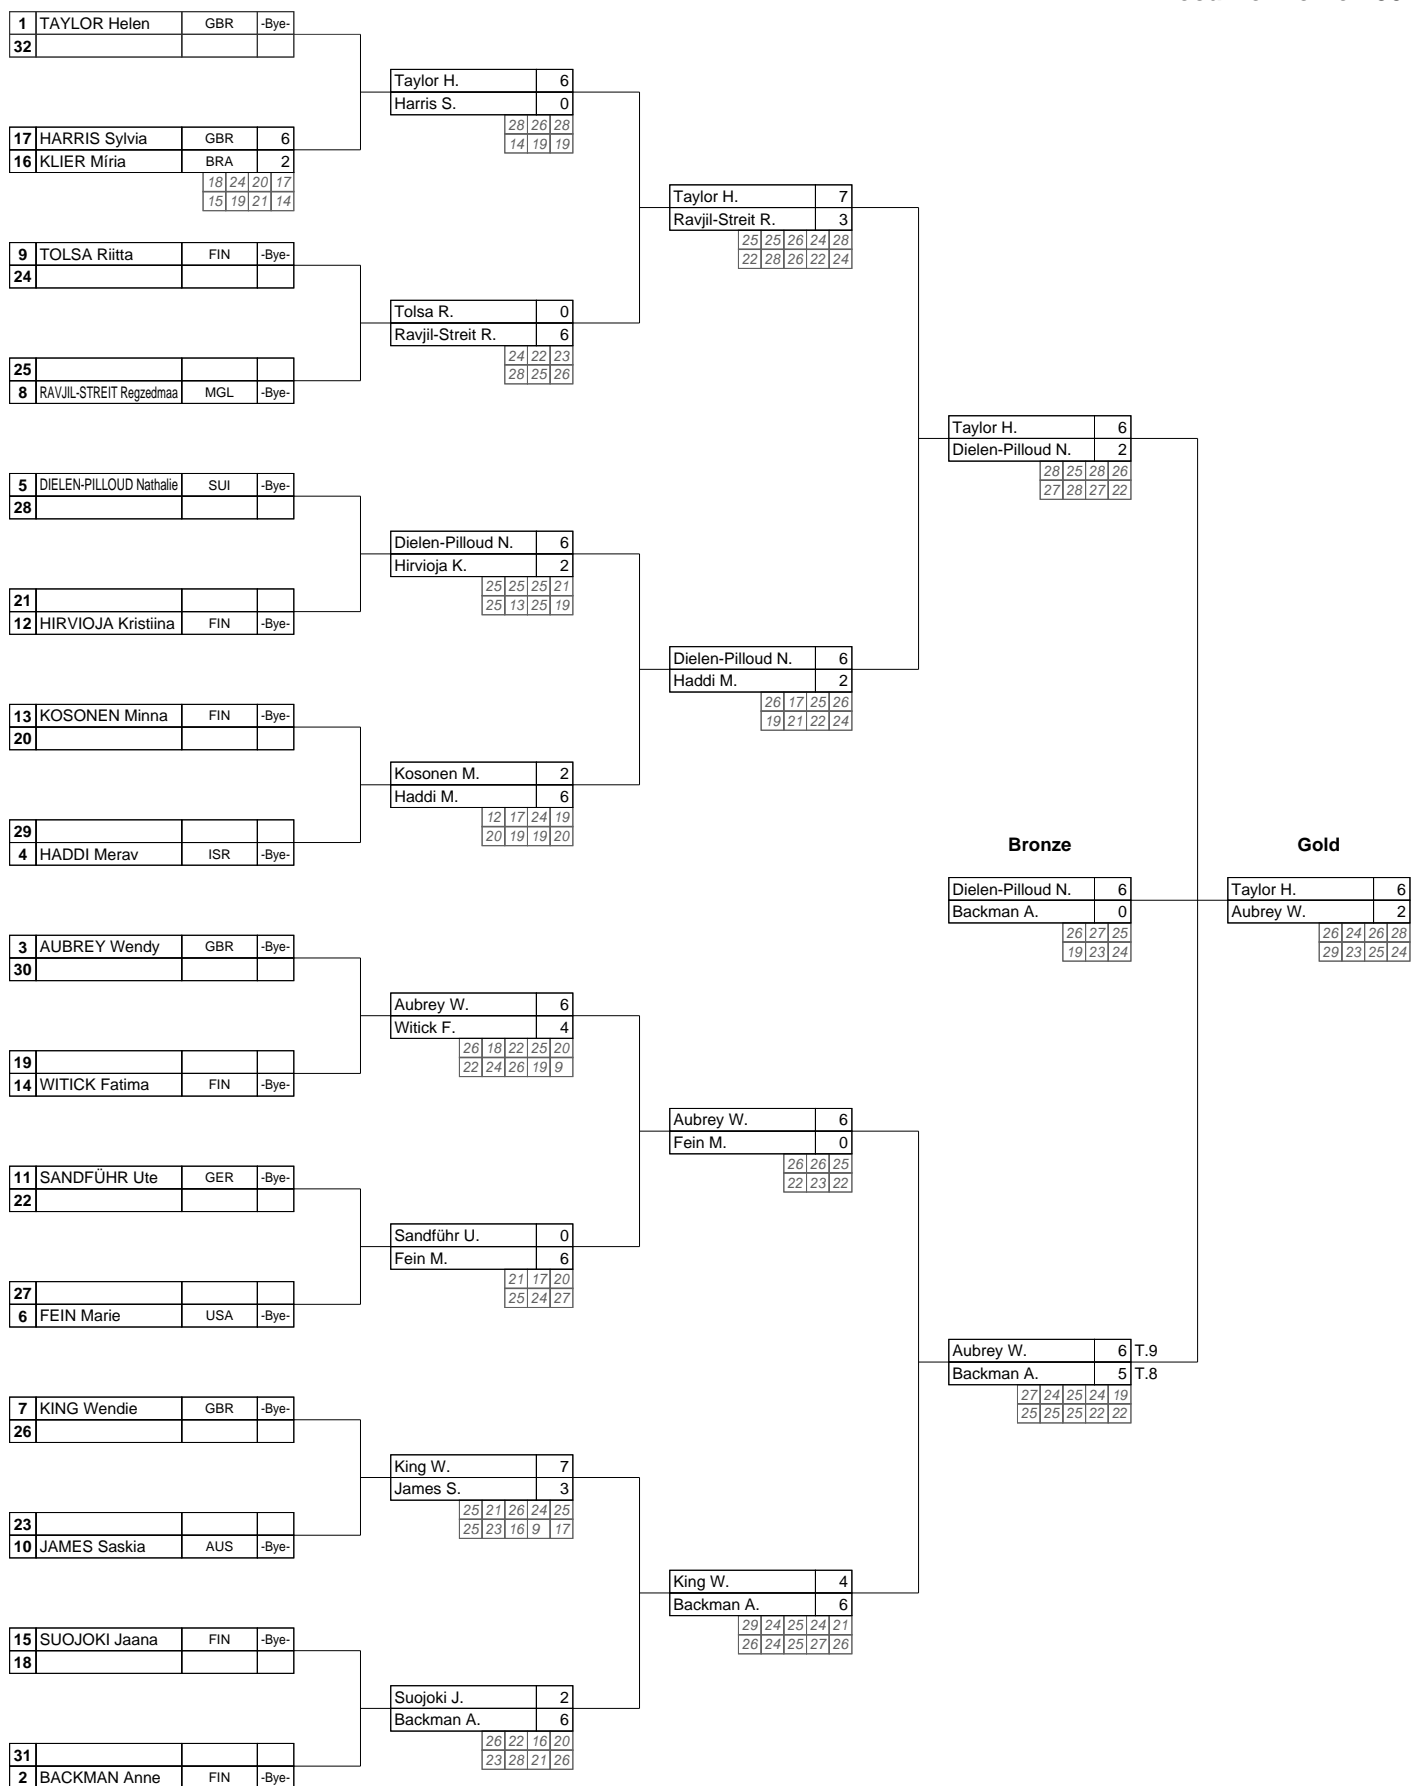 1 TAYLOR Helen GBR -Bye-
32
17 HARRIS Sylvia GBR 6
16 KLIER Míria BRA 2
18 24 20 17
15 19 21 14
9 TOLSA Riitta FIN -Bye-
24
25
8 RAVJIL-STREIT Regzedmaa MGL -Bye-
5 DIELEN-PILLOUD Nathalie SUI -Bye-
28
21
12 HIRVIOJA Kristiina FIN -Bye-
13 KOSONEN Minna FIN -Bye-
20
29
4 HADDI Merav ISR -Bye-
3 AUBREY Wendy GBR -Bye-
30
19
14 WITICK Fatima FIN -Bye-
11 SANDFÜHR Ute GER -Bye-
22
27
6 FEIN Marie USA -Bye-
7 KING Wendie GBR -Bye-
26
23
10 JAMES Saskia AUS -Bye-
15 SUOJOKI Jaana FIN -Bye-
18
31
2 BACKMAN Anne FIN -Bye-
Taylor H. 6
Harris S. 0
28 26 28
14 19 19
Tolsa R. 0
Ravjil-Streit R. 6
24 22 23
28 25 26
Dielen-Pilloud N. 6
Hirvioja K. 2
25 25 25 21
25 13 25 19
Kosonen M. 2
Haddi M. 6
12 17 24 19
20 19 19 20
Aubrey W. 6
Witick F. 4
26 18 22 25 20
22 24 26 19 9
Sandführ U. 0
Fein M. 6
21 17 20
25 24 27
King W. 7
James S. 3
25 21 26 24 25
25 23 16 9 17
Suojoki J. 2
Backman A. 6
26 22 16 20
23 28 21 26
Taylor H. 7
Ravjil-Streit R. 3
25 25 26 24 28
22 28 26 22 24
Dielen-Pilloud N. 6
Haddi M. 2
26 17 25 26
19 21 22 24
Aubrey W. 6
Fein M. 0
26 26 25
22 23 22
King W. 4
Backman A. 6
29 24 25 24 21
26 24 25 27 26
Taylor H. 6
Dielen-Pilloud N. 2
28 25 28 26
27 28 27 22
Aubrey W. 6 T.9
Backman A. 5 T.8
27 24 25 24 19
25 25 25 22 22
Bronze
Dielen-Pilloud N. 6
Backman A. 0
26 27 25
19 23 24
Gold
Taylor H. 6
Aubrey W. 2
26 24 26 28
29 23 25 24